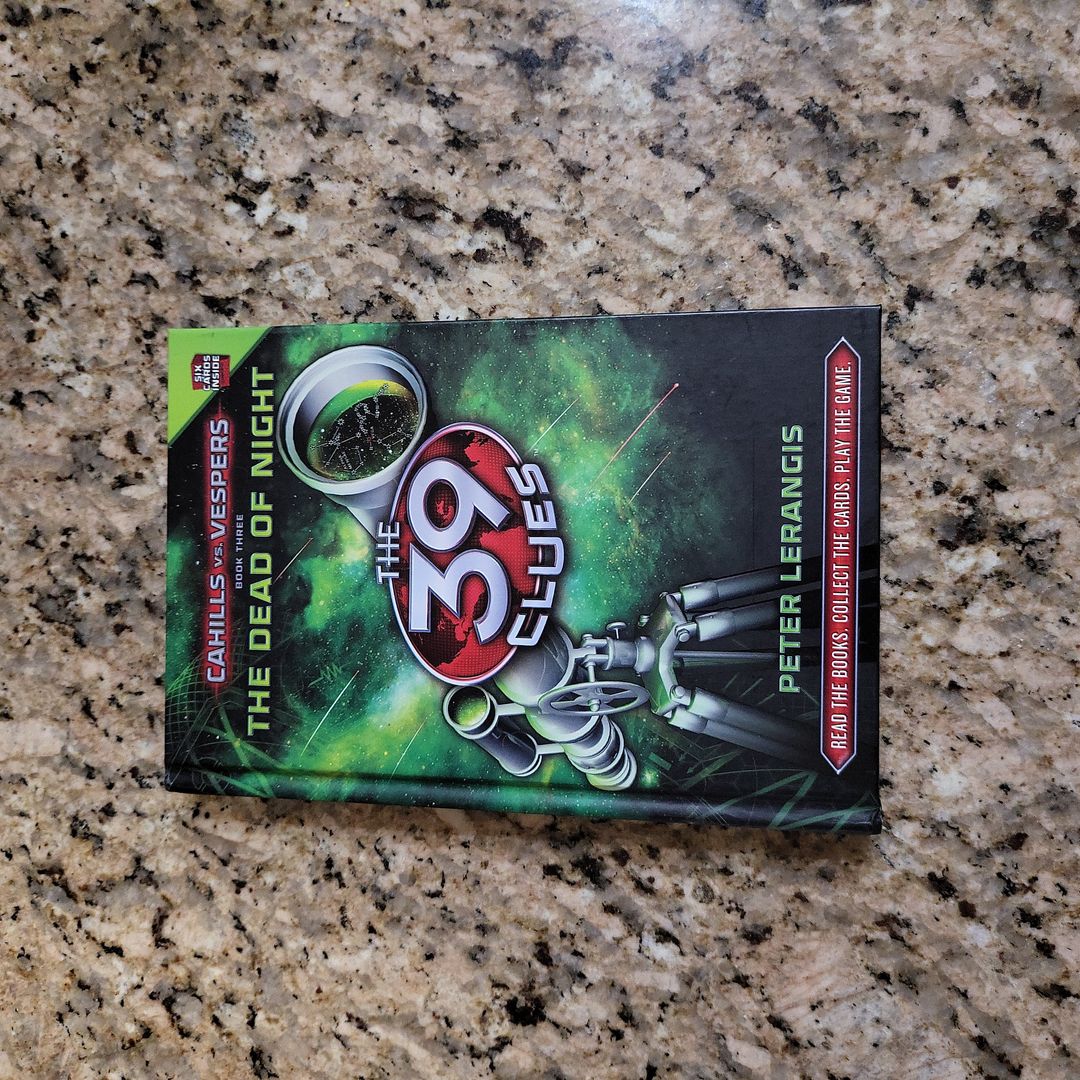 SIX
CARDS
INSIDE
CAHILLS VS. VESPERS
BOOK THREE
THE DEAD OF NIGHT
THE
39
CLUES
PETER LERANGIS
READ THE BOOKS. COLLECT THE CARDS. PLAY THE GAME.